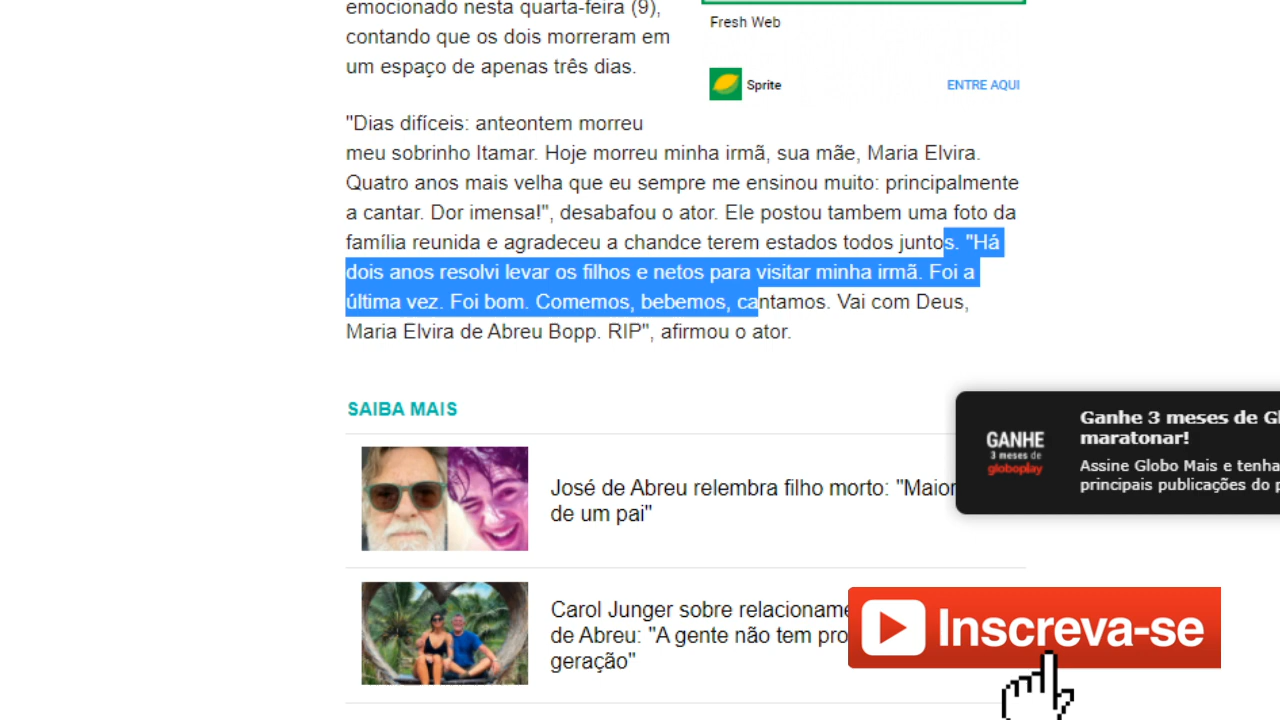 emocionado nesta quarta-feira (9),
contando que os dois morreram em
um espaço de apenas três dias.
Fresh Web
Sprite
ENTRE AQUI
"Dias difíceis: anteontem morreu
meu sobrinho Itamar. Hoje morreu minha irmã, sua mãe, Maria Elvira.
Quatro anos mais velha que eu sempre me ensinou muito: principalmente
a cantar. Dor imensa!", desabafou o ator. Ele postou tambem uma foto da
família reunida e agradeceu a chandce terem estados todos juntos. "Há
dois anos resolvi levar os filhos e netos para visitar minha irmã. Foi a
última vez. Foi bom. Comemos, bebemos, cantamos. Vai com Deus,
Maria Elvira de Abreu Bopp. RIP", afirmou o ator.
SAIBA MAIS
José de Abreu relembra filho morto: "Maior
de um pai"
GANHE
3 meses de
globoplay
Ganhe 3 meses de Gl
maratonar!
Assine Globo Mais e tenha
principais publicações do p
Carol Junger sobre relacioname
de Abreu: "A gente não tem pro
geração"
Inscreva-se